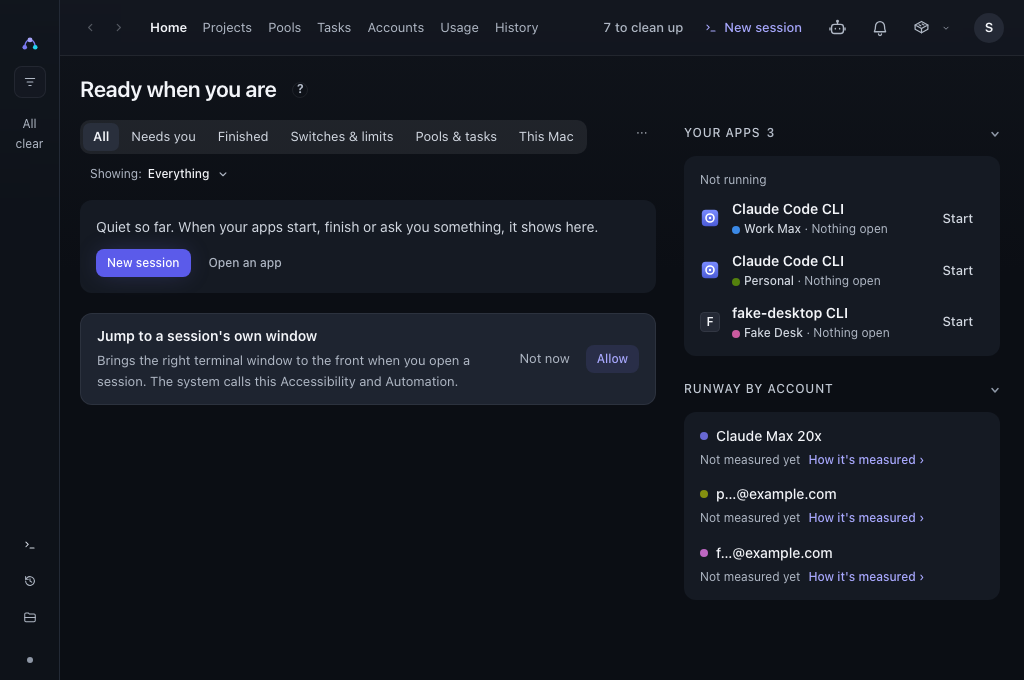 Home Projects Pools Tasks Accounts Usage History 7 to clean up New session S
All clear
Ready when you are ?
All Needs you Finished Switches & limits Pools & tasks This Mac ...
Showing: Everything
Quiet so far. When your apps start, finish or ask you something, it shows here.
New session Open an app
Jump to a session's own window
Brings the right terminal window to the front when you open a
session. The system calls this Accessibility and Automation.
Not now Allow
YOUR APPS 3
Not running
Claude Code CLI
Work Max · Nothing open
Start
Claude Code CLI
Personal · Nothing open
Start
F
fake-desktop CLI
Fake Desk · Nothing open
Start
RUNWAY BY ACCOUNT
Claude Max 20x
Not measured yet How it's measured ›
p...@example.com
Not measured yet How it's measured ›
f...@example.com
Not measured yet How it's measured ›